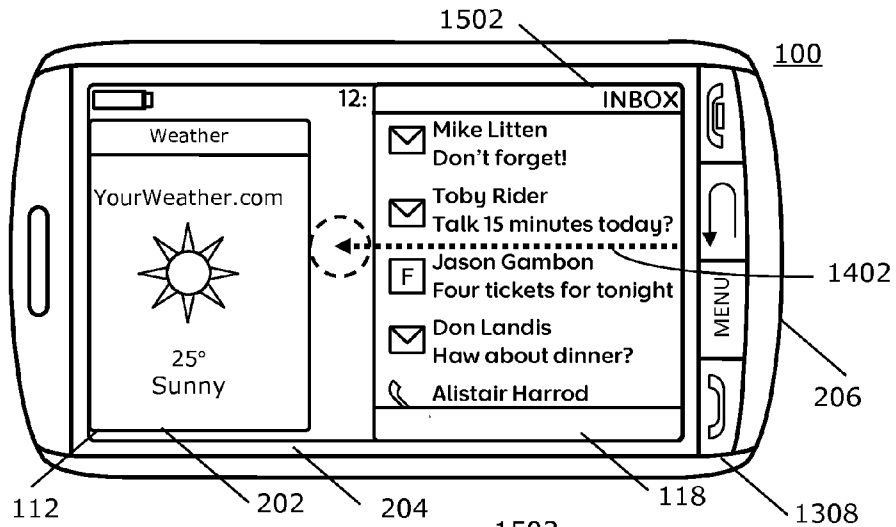 1502
100
12:
INBOX
Weather
Mike Litten
Don't forget!
YourWeather.com
Toby Rider
Talk 15 minutes today?
Jason Gambon
F
Four tickets for tonight
1402
MENU
Don Landis
Haw about dinner?
25°
Sunny
Alistair Harrod
206
112
202
204
118
1308